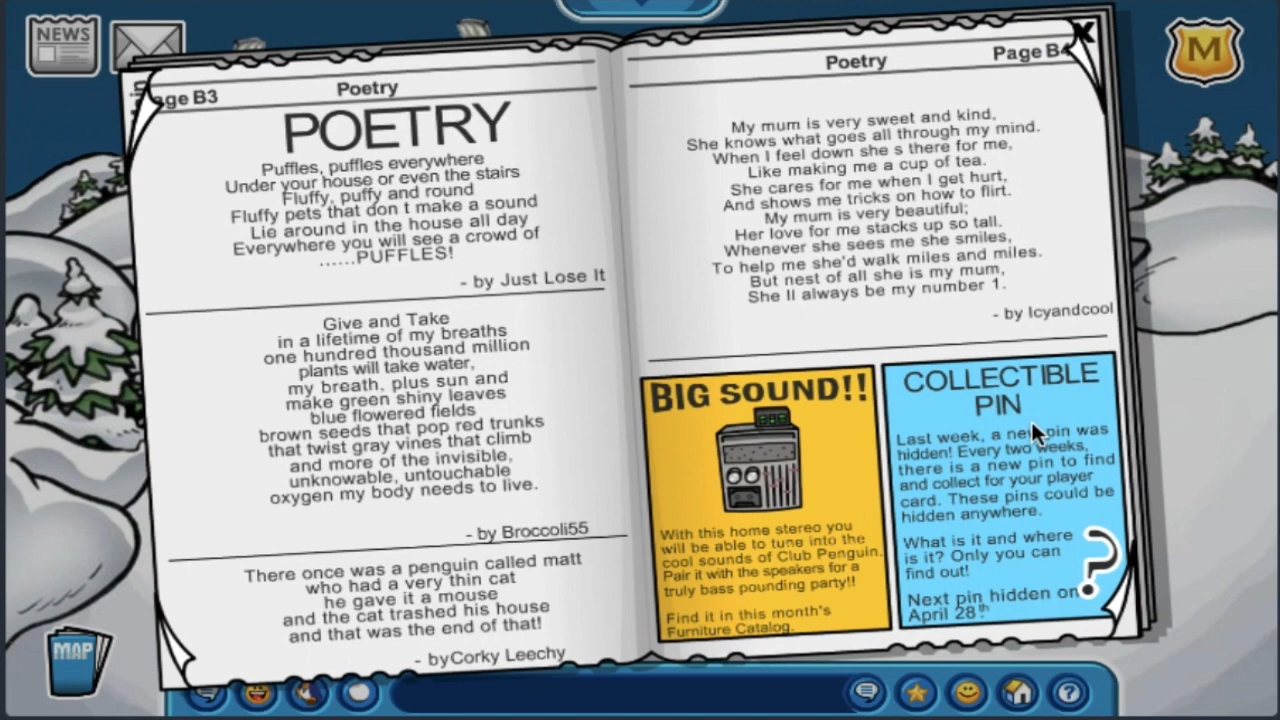 NEWS
M
Page B3
Poetry
POETRY
Puffles, puffles everywhere
Under your house or even the stairs
Fluffy, puffy and round
Fluffy pets that don t make a sound
Lie around in the house all day
Everywhere you will see a crowd of
......PUFFLES!
- by Just Lose It
Give and Take
in a lifetime of my breaths
one hundred thousand million
plants will take water,
my breath, plus sun and
make green shiny leaves
blue flowered fields
brown seeds that pop red trunks
that twist gray vines that climb
and more of the invisible,
unknowable, untouchable
oxygen my body needs to live.
- by Broccoli55
There once was a penguin called matt
who had a very thin cat
he gave it a mouse
and the cat trashed his house
and that was the end of that!
- byCorky Leechy
Poetry
Page B4
My mum is very sweet and kind,
She knows what goes all through my mind.
When I feel down she s there for me,
Like making me a cup of tea.
She cares for me when I get hurt,
And shows me tricks on how to flirt.
My mum is very beautiful;
Her love for me stacks up so tall.
Whenever she sees me she smiles,
To help me she'd walk miles and miles.
But nest of all she is my mum,
She ll always be my number 1.
- by Icyandcool
BIG SOUND!!
With this home stereo you
will be able to tune into the
cool sounds of Club Penguin.
Pair it with the speakers for a
truly bass pounding party!!
Find it in this month's
Furniture Catalog.
COLLECTIBLE
PIN
Last week, a new pin was
hidden! Every two weeks,
there is a new pin to find
and collect for your player
card. These pins could be
hidden anywhere.
What is it and where
is it? Only you can
find out!
?
Next pin hidden on
April 28th
MAP
?